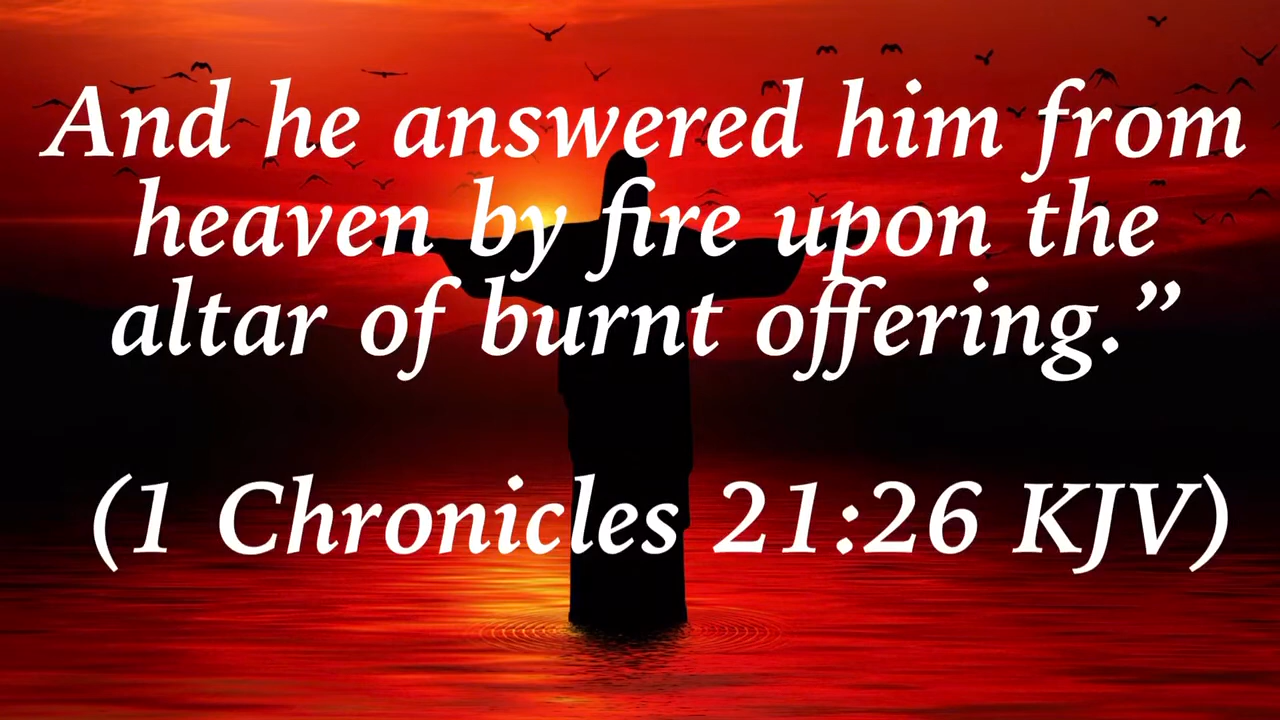 And he answered him from
heaven by fire upon the
altar of burnt offering.”
(1 Chronicles 21:26 KJV)